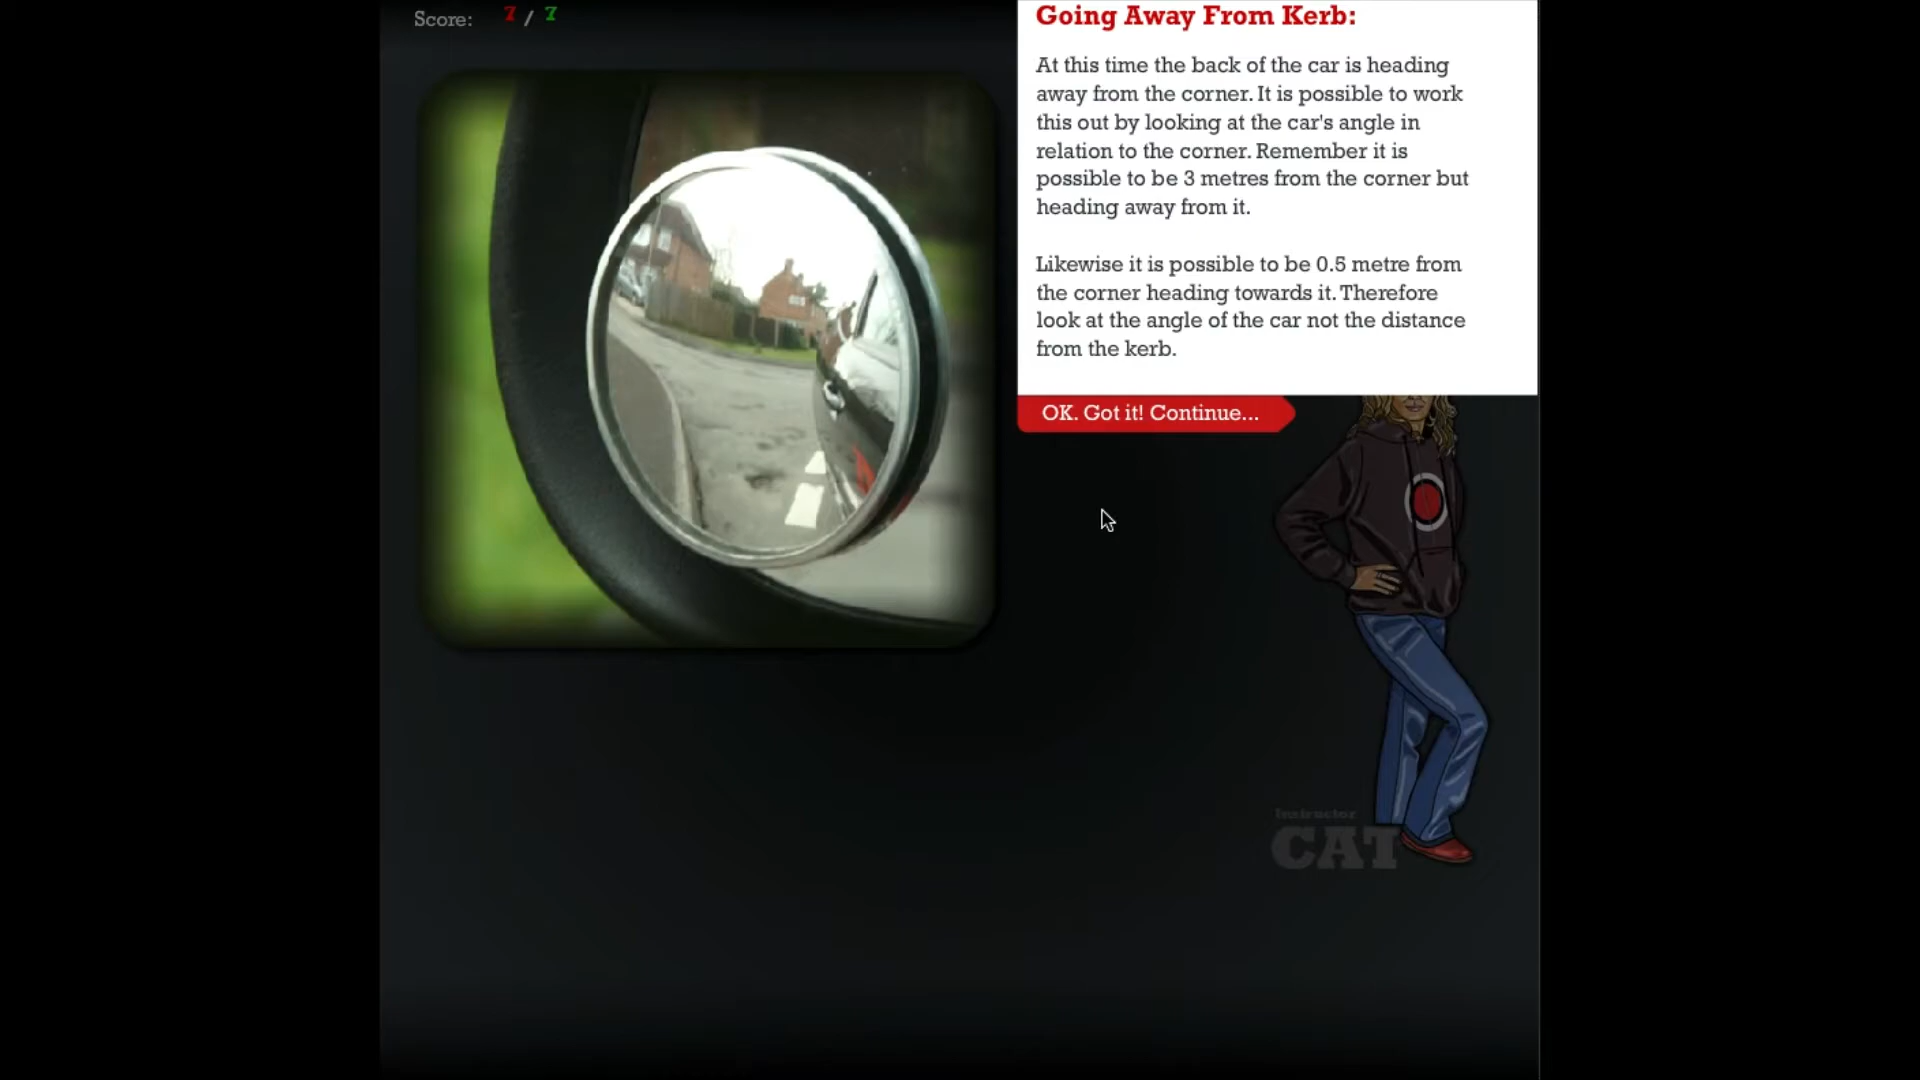 Score: 7 / 7
Going Away From Kerb:
At this time the back of the car is heading
away from the corner. It is possible to work
this out by looking at the car's angle in
relation to the corner. Remember it is
possible to be 3 metres from the corner but
heading away from it.
Likewise it is possible to be 0.5 metre from
the corner heading towards it. Therefore
look at the angle of the car not the distance
from the kerb.
OK. Got it! Continue...
Instructor
CAT